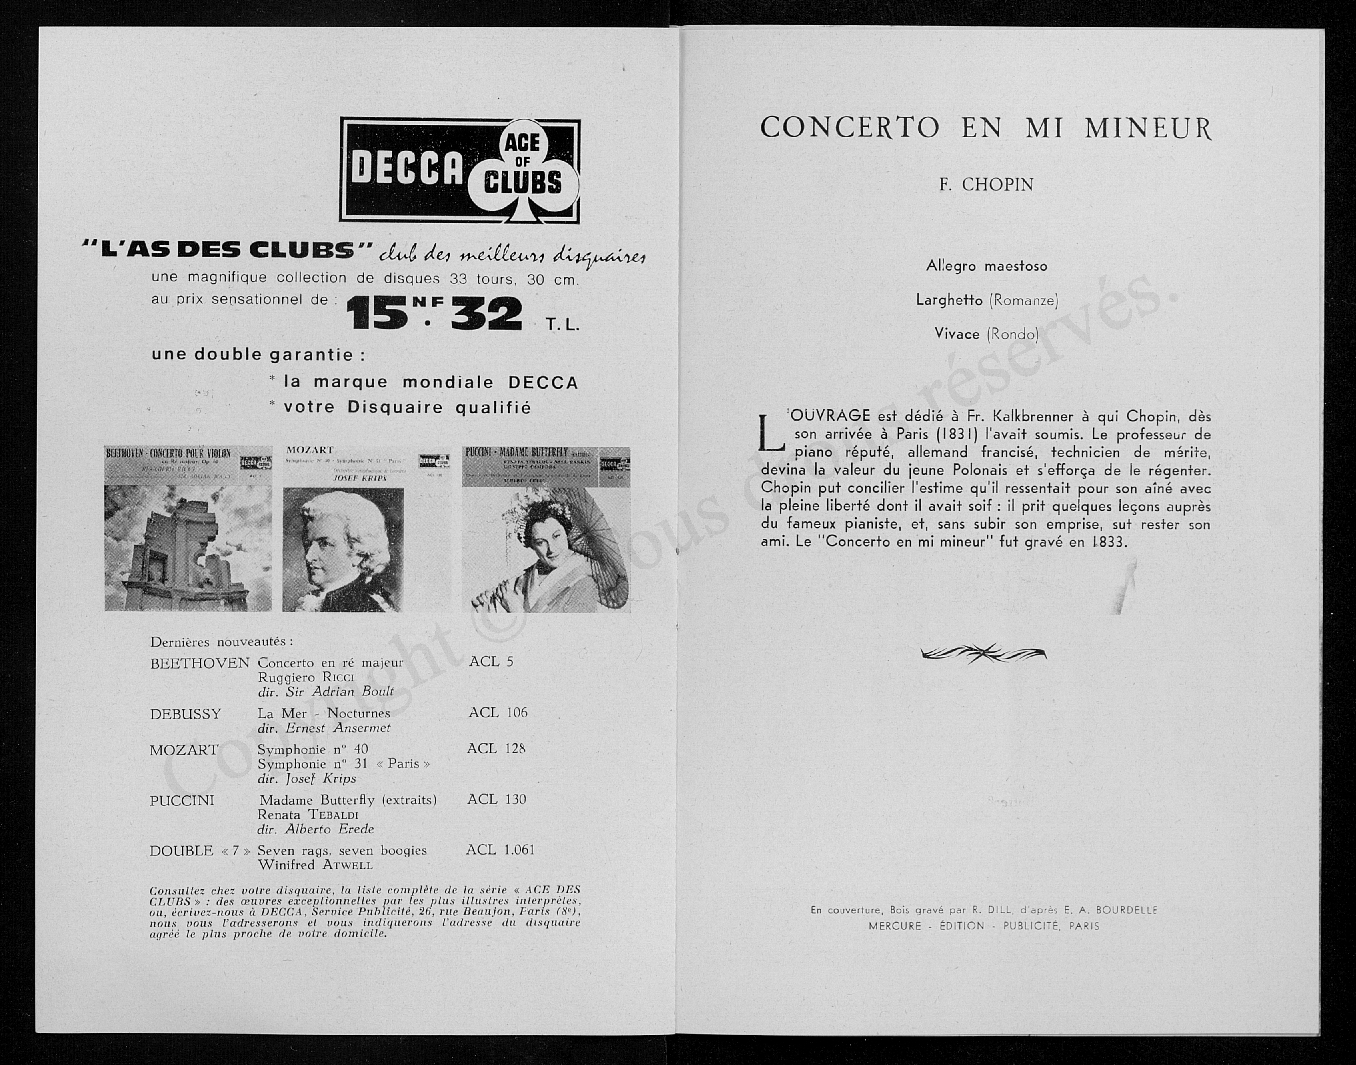 DECCA
ACE
OF
CLUBS
"L'AS DES CLUBS" club des meilleurs disquaires
une magnifique collection de disques 33 tours, 30 cm.
au prix sensationnel de : 15NF.32 T.L.
une double garantie :
* la marque mondiale DECCA
* votre Disquaire qualifié
BEETHOVEN - CONCERTO POUR VIOLON
MOZART
JOSEF KRIPS
PUCCINI - MADAME BUTTERFLY
Dernières nouveautés :
BEETHOVEN Concerto en ré majeur ACL 5
Ruggiero RICCI
dir. Sir Adrian Boult
DEBUSSY La Mer - Nocturnes ACL 106
dir. Ernest Ansermet
MOZART Symphonie n° 40 ACL 128
Symphonie n° 31 « Paris »
dir. Josef Krips
PUCCINI Madame Butterfly (extraits) ACL 130
Renata TEBALDI
dir. Alberto Erede
DOUBLE « 7 » Seven rags, seven boogies ACL 1.061
Winifred ATWELL
Consultez chez votre disquaire, la liste complète de la série « ACE DES
CLUBS » : des œuvres exceptionnelles par les plus illustres interprètes,
ou, écrivez-nous à DECCA, Service Publicité, 26, rue Beaujon, Paris (8e),
nous vous l'adresserons et vous indiquerons l'adresse du disquaire
agréé le plus proche de votre domicile.
CONCERTO EN MI MINEUR
F. CHOPIN
Allegro maestoso
Larghetto (Romanze)
Vivace (Rondo)
L'OUVRAGE est dédié à Fr. Kalkbrenner à qui Chopin, dès
son arrivée à Paris (1831) l'avait soumis. Le professeur de
piano réputé, allemand francisé, technicien de mérite,
devina la valeur du jeune Polonais et s'efforça de le régenter.
Chopin put concilier l'estime qu'il ressentait pour son aîné avec
la pleine liberté dont il avait soif : il prit quelques leçons auprès
du fameux pianiste, et, sans subir son emprise, sut rester son
ami. Le "Concerto en mi mineur" fut gravé en 1833.
En couverture, Bois gravé par R. DILL, d'après E. A. BOURDELLE
MERCURE - ÉDITION - PUBLICITÉ, PARIS
Copyright © Tous droits réservés.